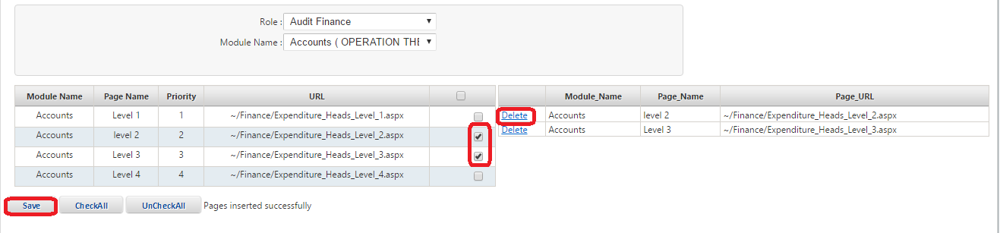 Role : Audit Finance
Module Name : Accounts ( OPERATION THE
Module Name Page Name Priority URL
Accounts Level 1 1 ~/Finance/Expenditure_Heads_Level_1.aspx
Accounts level 2 2 ~/Finance/Expenditure_Heads_Level_2.aspx
Accounts Level 3 3 ~/Finance/Expenditure_Heads_Level_3.aspx
Accounts Level 4 4 ~/Finance/Expenditure_Heads_Level_4.aspx
Module_Name Page_Name Page_URL
Delete Accounts level 2 ~/Finance/Expenditure_Heads_Level_2.aspx
Delete Accounts Level 3 ~/Finance/Expenditure_Heads_Level_3.aspx
Save CheckAll UnCheckAll Pages inserted successfully